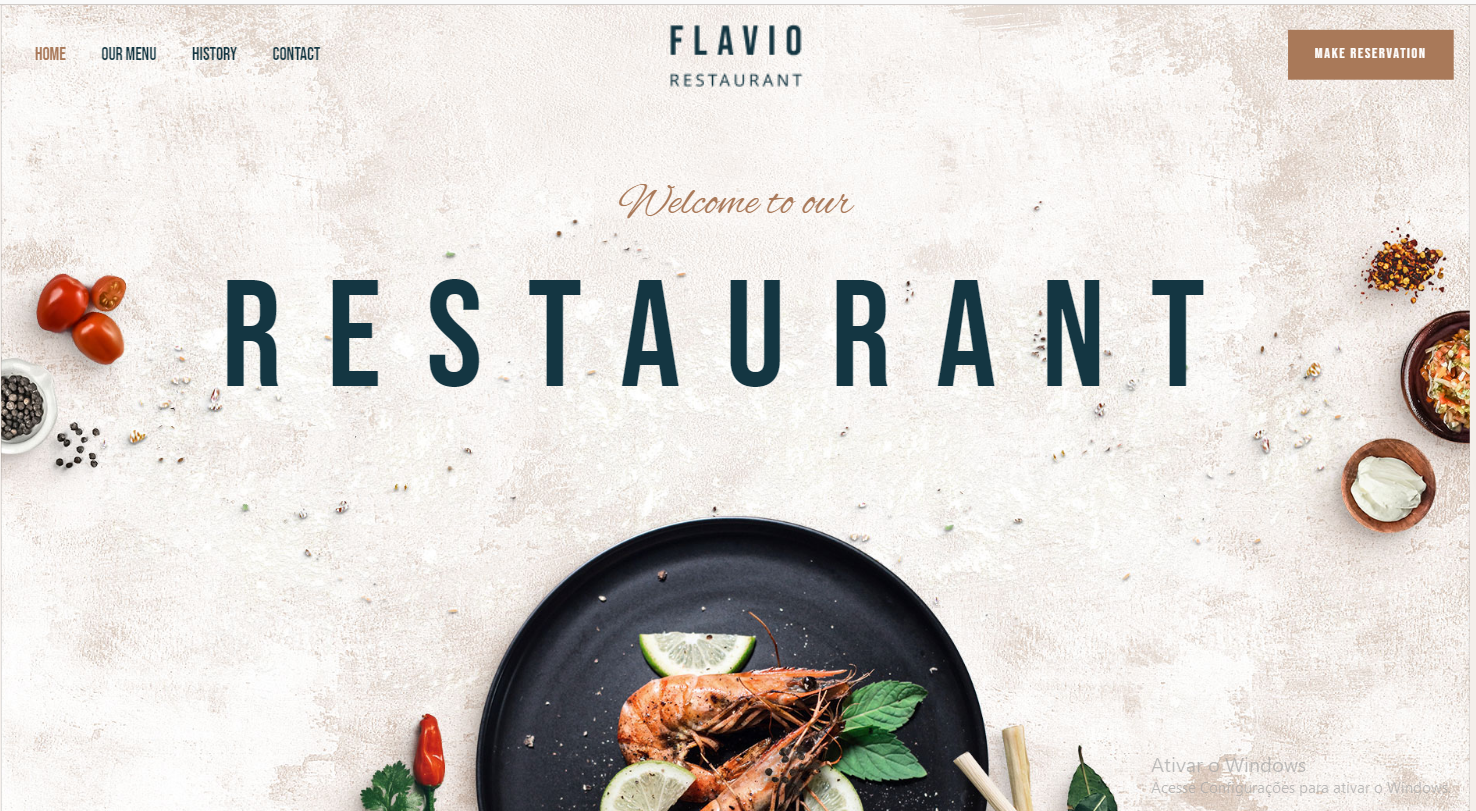 HOME
OUR MENU
HISTORY
CONTACT
FLAVIO
RESTAURANT
MAKE RESERVATION
Welcome to our
RESTAURANT
Ativar o Windows
Acesse Configurações para ativar o Windows.